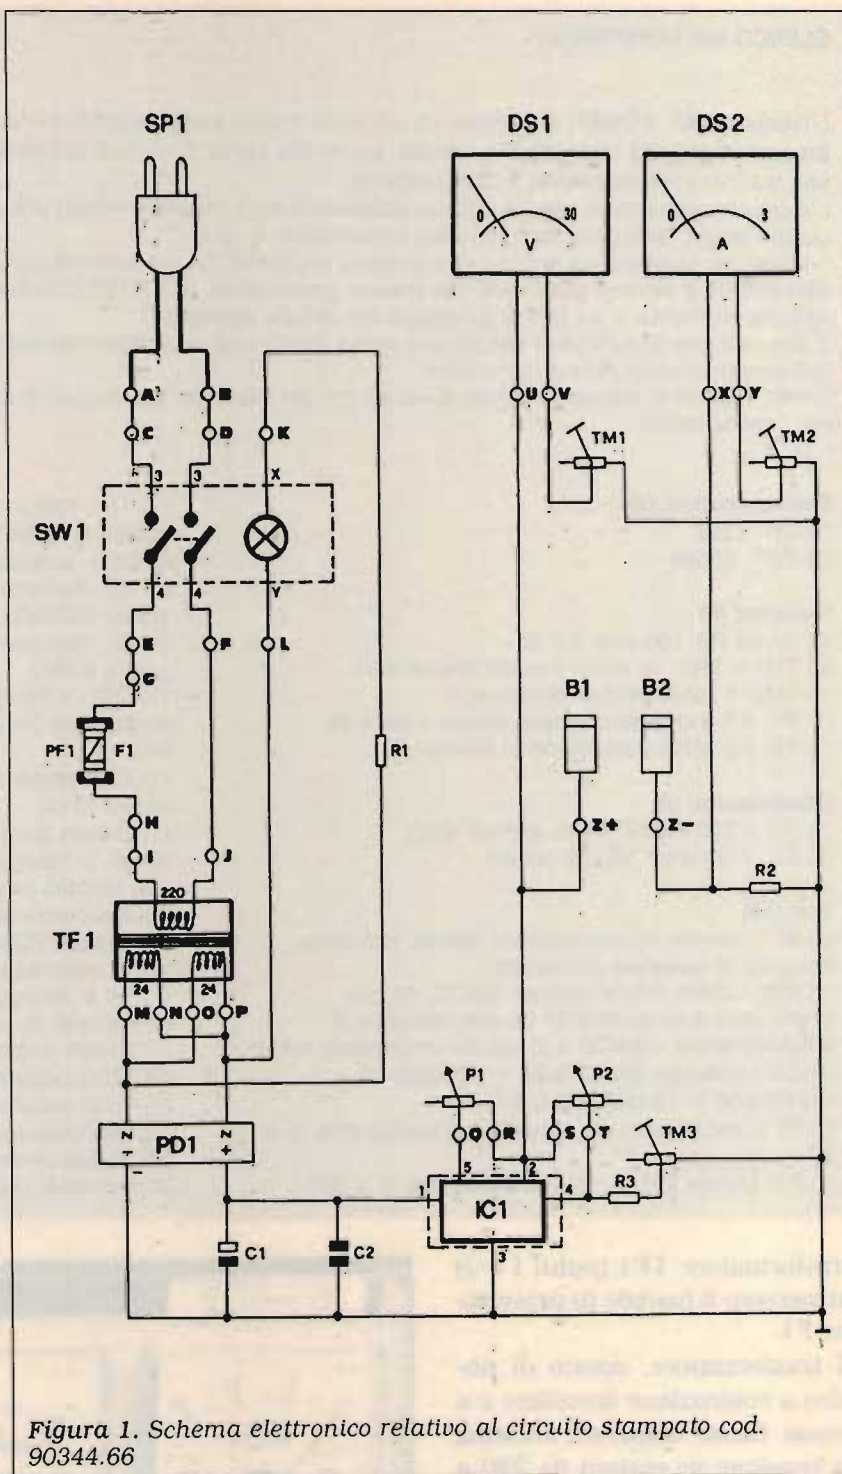 SP1 DS1 DS2
0 30 0 3
V A
A B U V X Y
C D K TM1 TM2
3 3 X
SW1
4 4 Y
E F L
G B1 B2
PF1 F1 R1
H Z+ Z-
I J R2
220
TF1
24 24
M N O P
P1 P2
N N Q R S T TM3
- PD1 +
- 5 2
1 IC1 4 R3
C1 C2 3
Figura 1. Schema elettronico relativo al circuito stampato cod.
90344.66